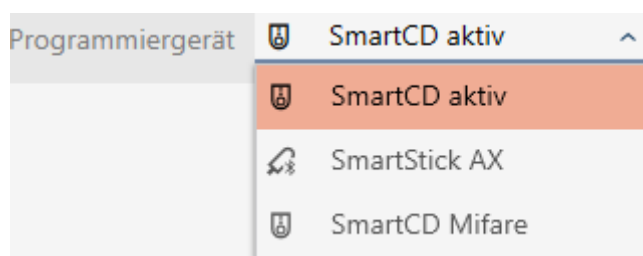 Programmiergerät SmartCD aktiv
SmartCD aktiv
SmartStick AX
SmartCD Mifare